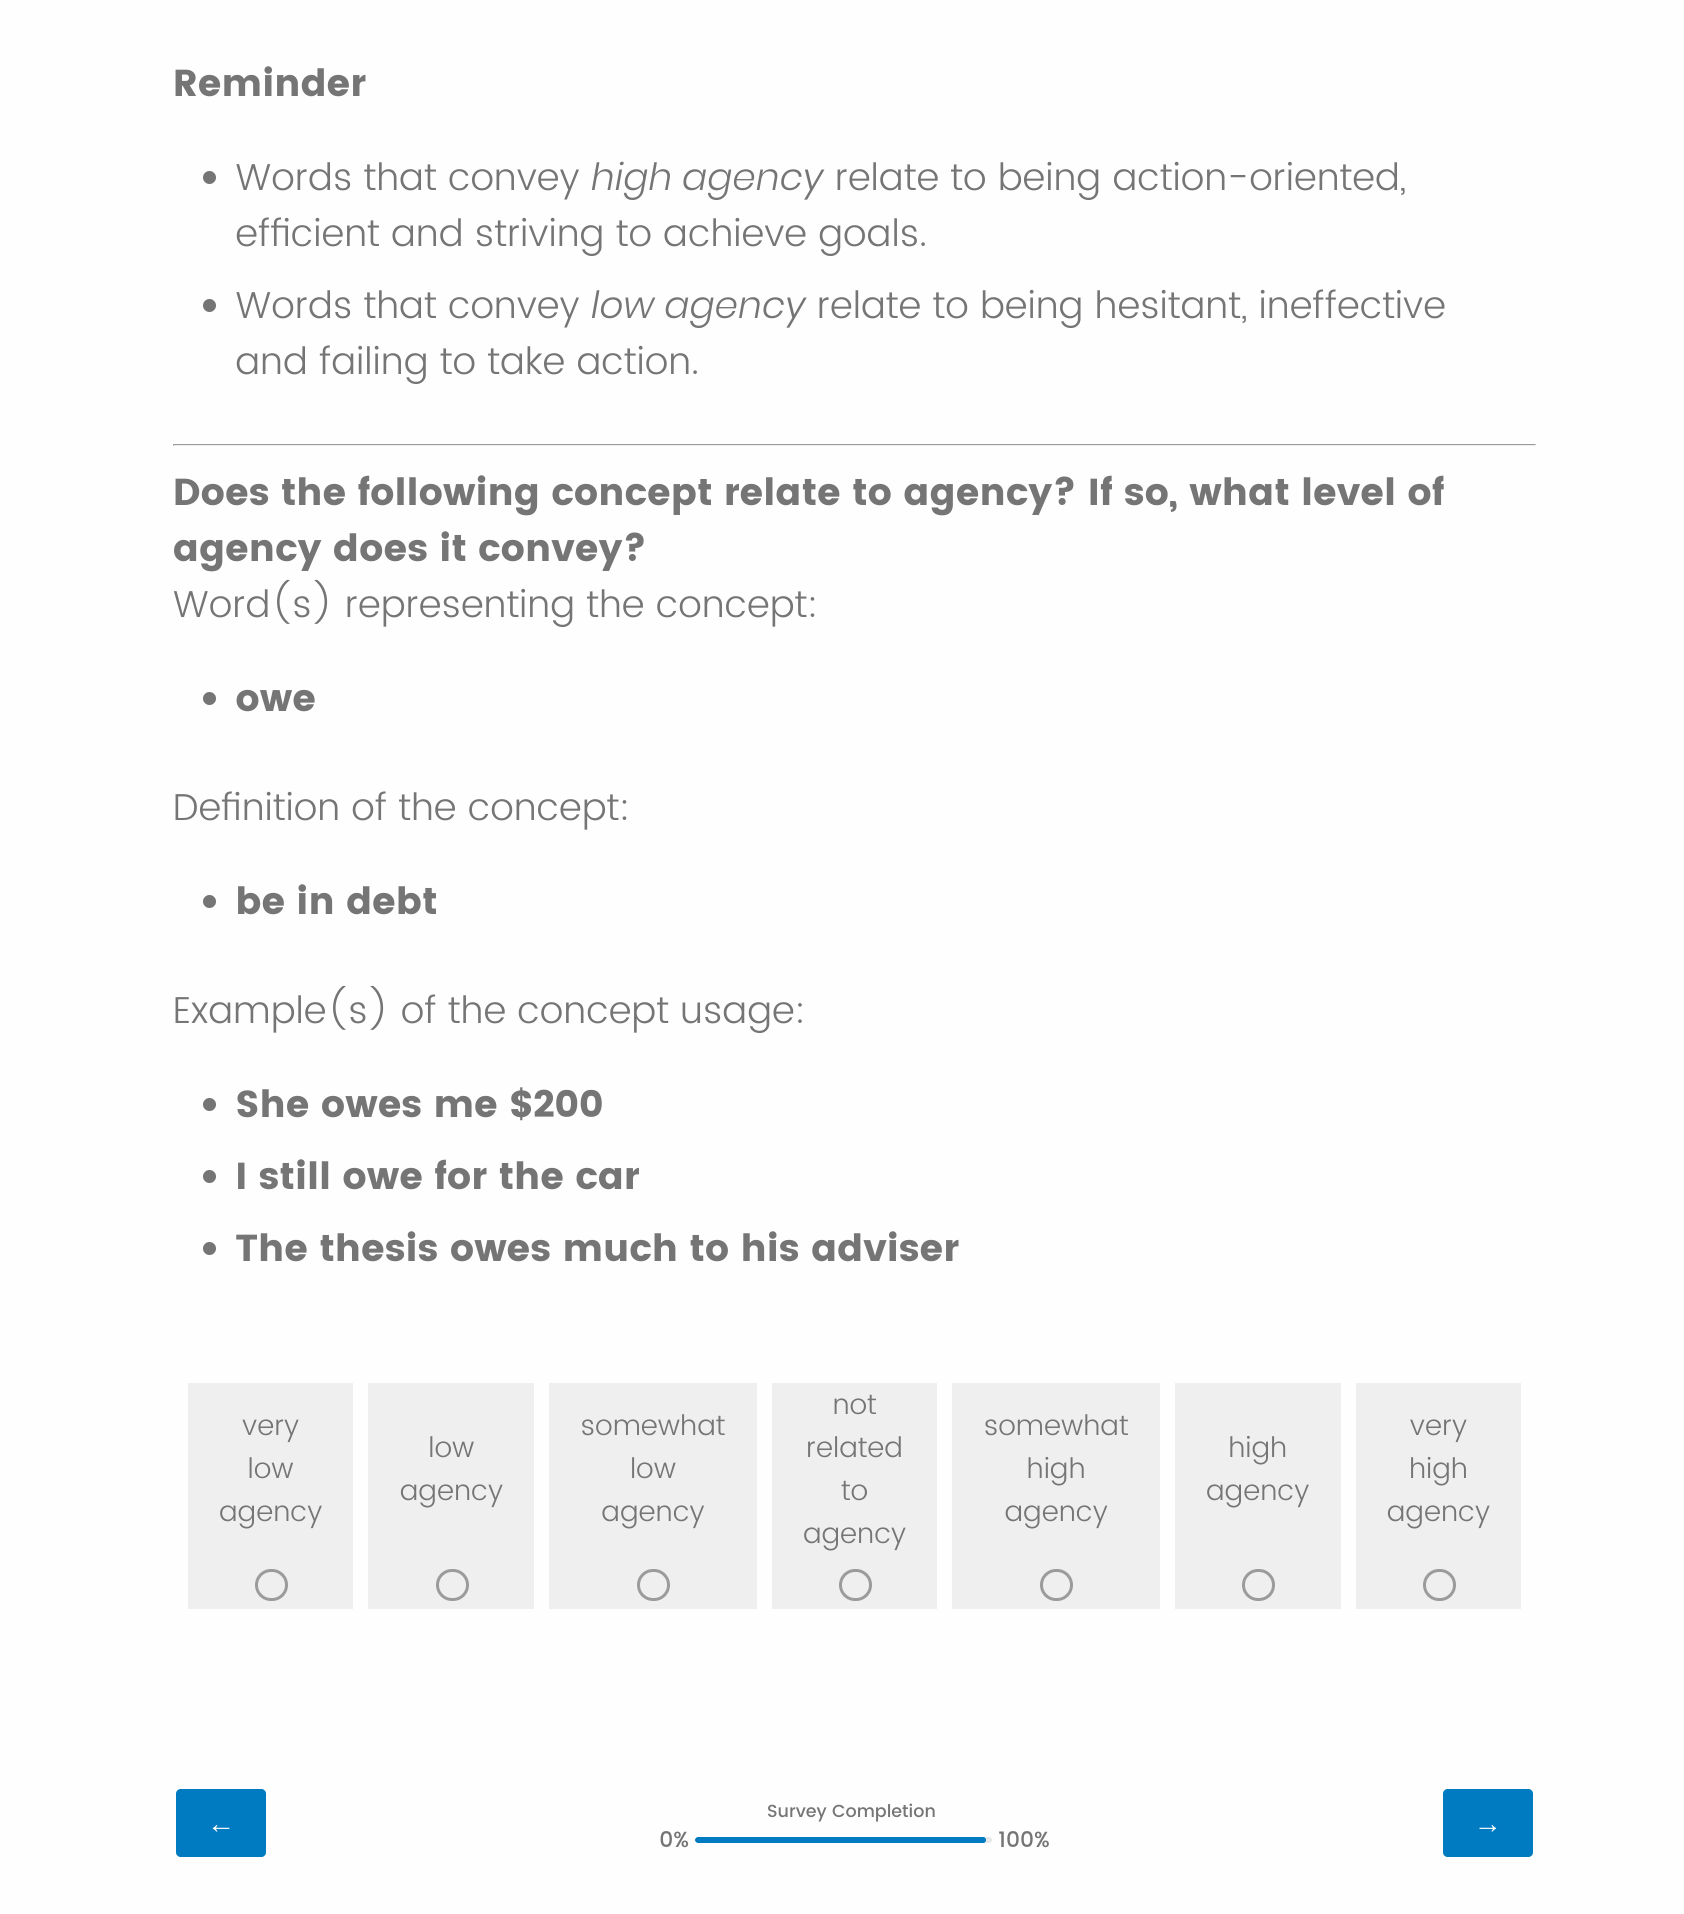 Reminder
• Words that convey high agency relate to being action-oriented,
efficient and striving to achieve goals.
• Words that convey low agency relate to being hesitant, ineffective
and failing to take action.
Does the following concept relate to agency? If so, what level of
agency does it convey?
Word(s) representing the concept:
• owe
Definition of the concept:
• be in debt
Example(s) of the concept usage:
• She owes me $200
• I still owe for the car
• The thesis owes much to his adviser
very
low
agency
low
agency
somewhat
low
agency
not
related
to
agency
somewhat
high
agency
high
agency
very
high
agency
←
Survey Completion
0% 100%
→